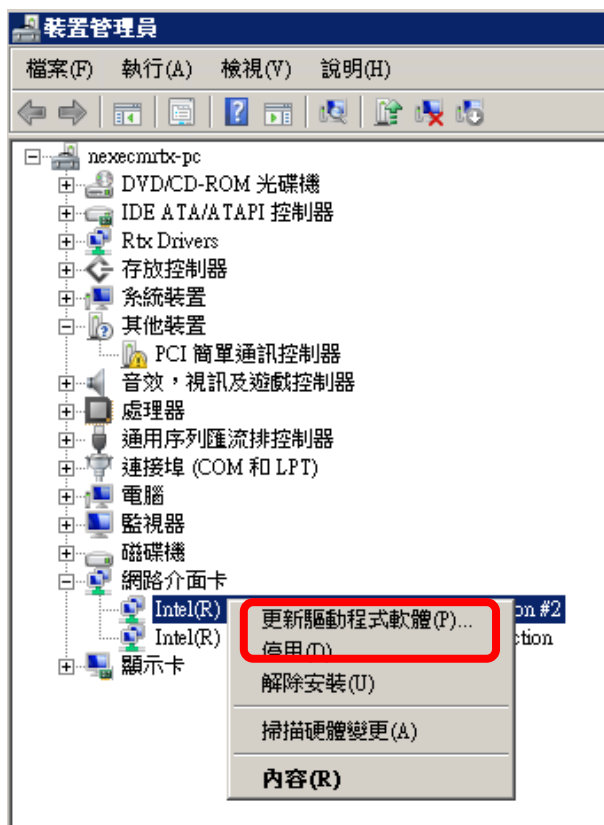 裝置管理員
檔案(F) 執行(A) 檢視(V) 說明(H)
nexecmrtx-pc
DVD/CD-ROM 光碟機
IDE ATA/ATAPI 控制器
Rtx Drivers
存放控制器
系統裝置
其他裝置
PCI 簡單通訊控制器
音效，視訊及遊戲控制器
處理器
通用序列匯流排控制器
連接埠 (COM 和 LPT)
電腦
監視器
磁碟機
網路介面卡
Intel(R) on #2
Intel(R) ction
顯示卡
更新驅動程式軟體(P)...
停用(D)
解除安裝(U)
掃描硬體變更(A)
內容(R)